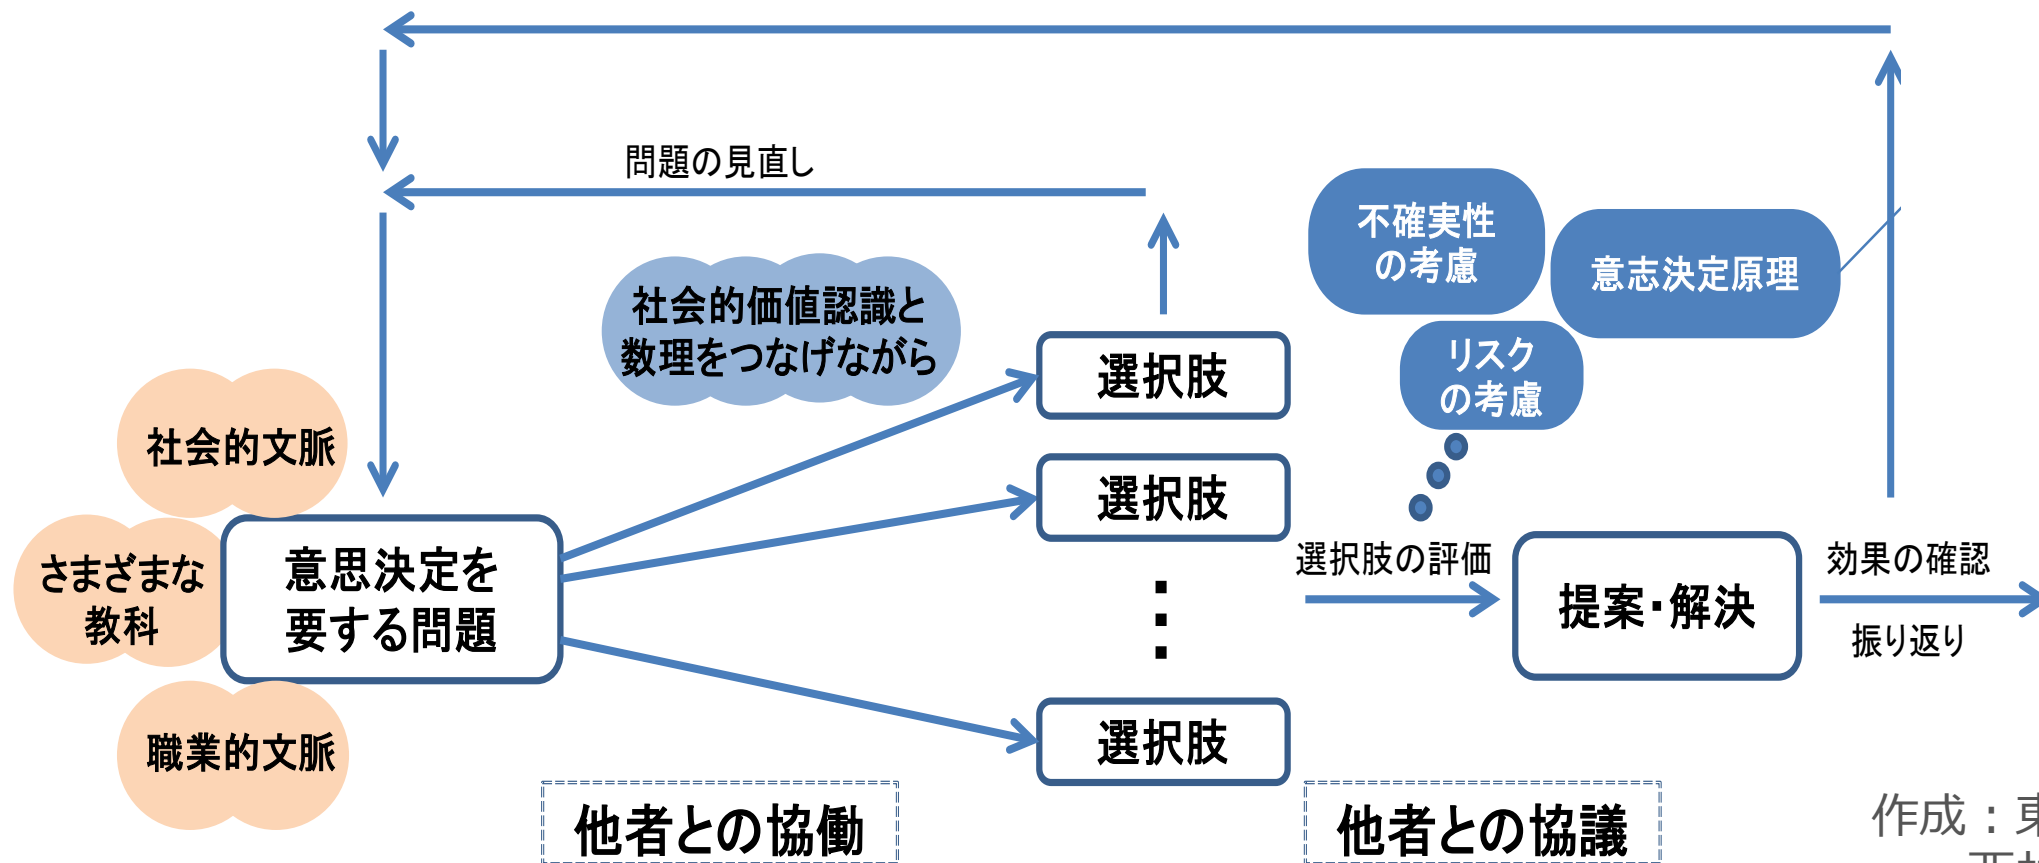 問題の見直し
不確実性
の考慮
意志決定原理
社会的価値認識と
数理をつなげながら
リスク
の考慮
選択肢
社会的文脈
選択肢
さまざまな
教科
意思決定を
要する問題
選択肢の評価
提案・解決
効果の確認
振り返り
職業的文脈
選択肢
他者との協働
他者との協議
作成：東